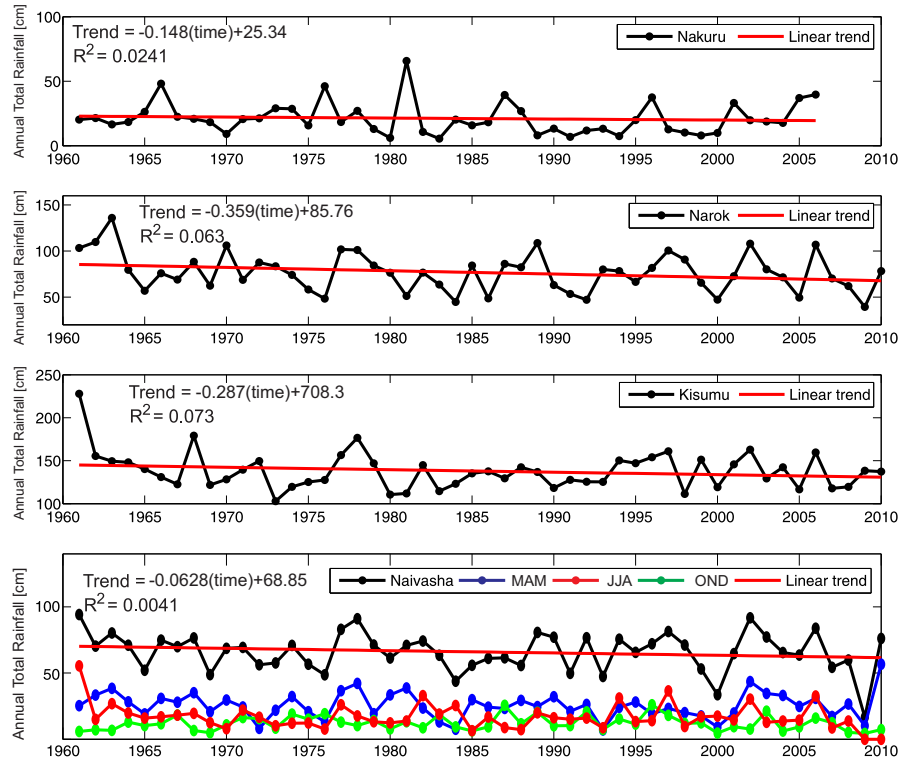 Annual Total Rainfall [cm]
100
50
0
Trend = -0.148(time)+25.34
R2 = 0.0241
Nakuru Linear trend
1960 1965 1970 1975 1980 1985 1990 1995 2000 2005 2010
Annual Total Rainfall [cm]
150
100
50
Trend = -0.359(time)+85.76
R2 = 0.063
Narok Linear trend
1960 1965 1970 1975 1980 1985 1990 1995 2000 2005 2010
Annual Total Rainfall [cm]
250
200
150
100
Trend = -0.287(time)+708.3
R2 = 0.073
Kisumu Linear trend
1960 1965 1970 1975 1980 1985 1990 1995 2000 2005 2010
Annual Total Rainfall [cm]
100
50
Trend = -0.0628(time)+68.85
R2 = 0.0041
Naivasha MAM JJA OND Linear trend
1960 1965 1970 1975 1980 1985 1990 1995 2000 2005 2010